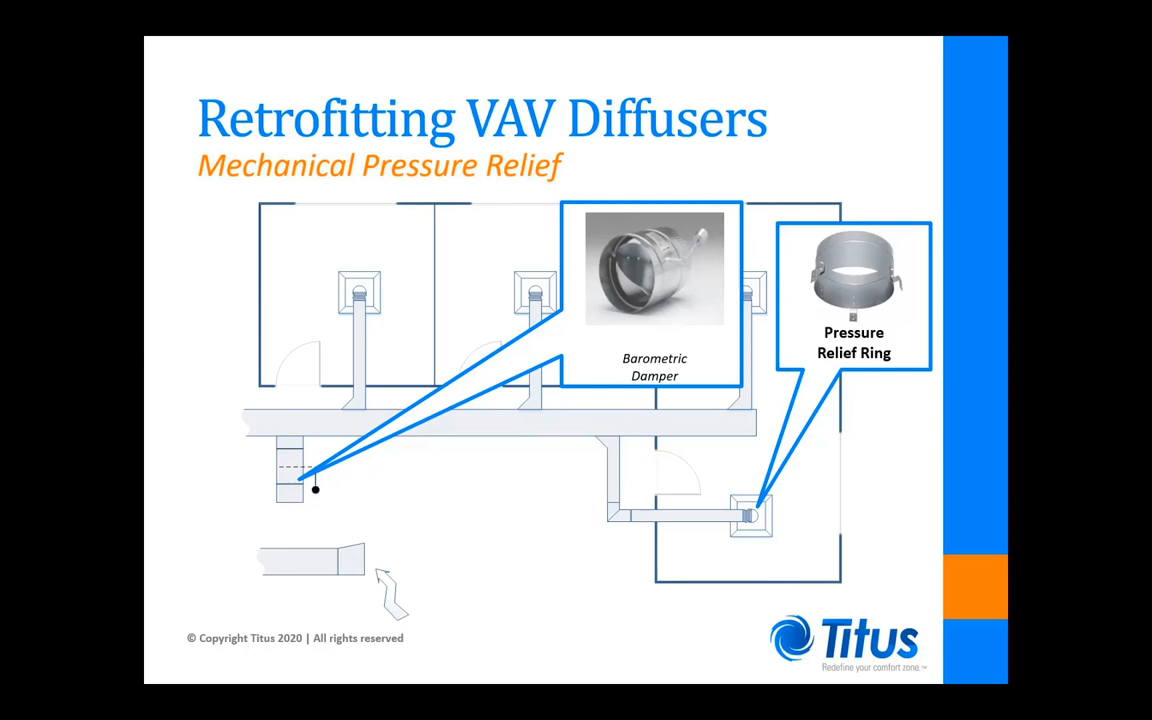 Retrofitting VAV Diffusers
Mechanical Pressure Relief
Barometric
Damper
Pressure
Relief Ring
© Copyright Titus 2020 | All rights reserved
Titus
Redefine your comfort zone.™